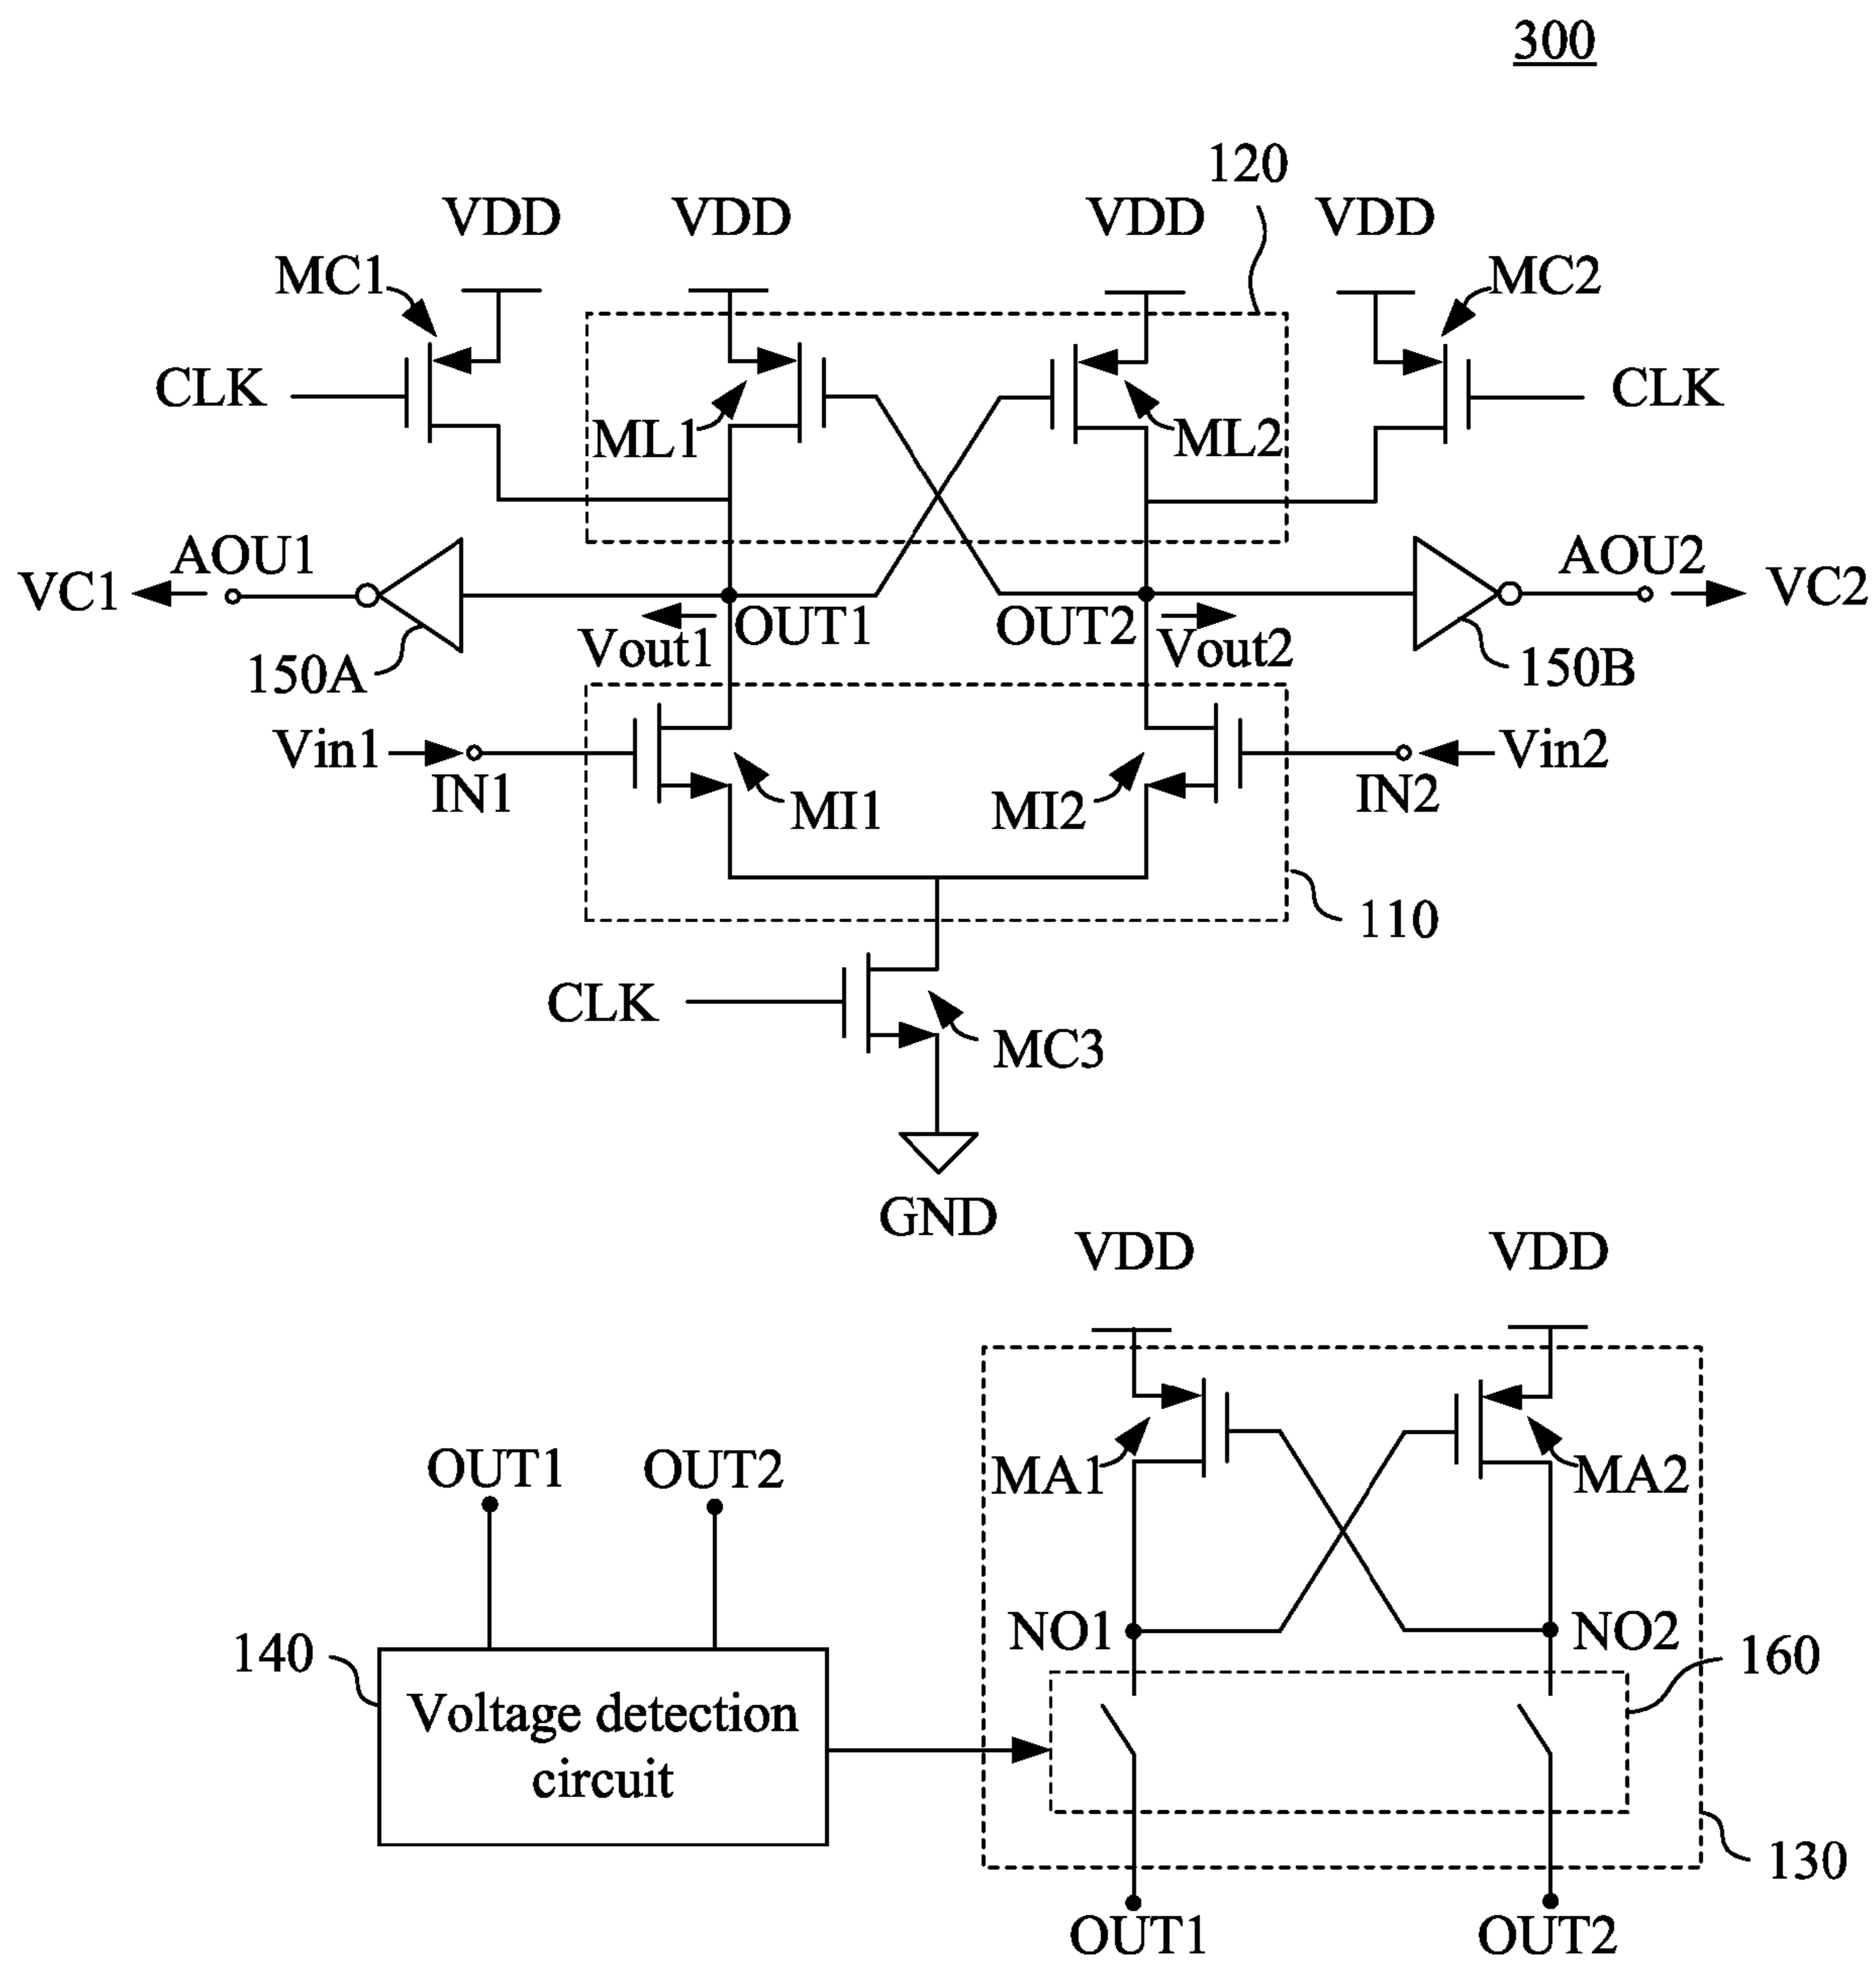 300
120
VDD
VDD
VDD
VDD
MC1
MC2
CLK
CLK
ML1
ML2
AOU1
AOU2
VC1
VC2
OUT1
OUT2
Vout1
Vout2
150A
150B
Vin1
Vin2
IN1
IN2
MI1
MI2
110
CLK
MC3
GND
VDD
VDD
OUT1
OUT2
MA1
MA2
NO1
NO2
140
160
Voltage detection
circuit
130
OUT1
OUT2